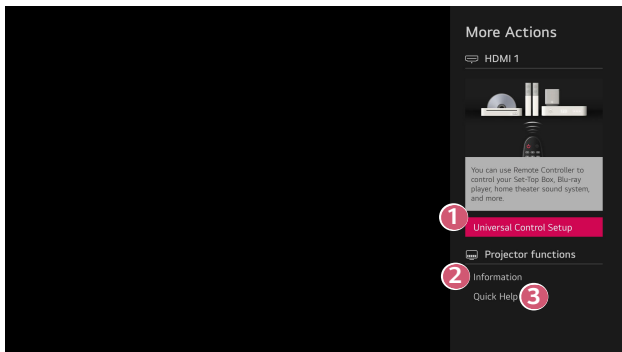 More Actions
HDMI 1
You can use Remote Controller to
control your Set-Top Box, Blu-ray
player, home theater sound system,
and more.
1
Universal Control Setup
Projector functions
2
Information
Quick Help
3